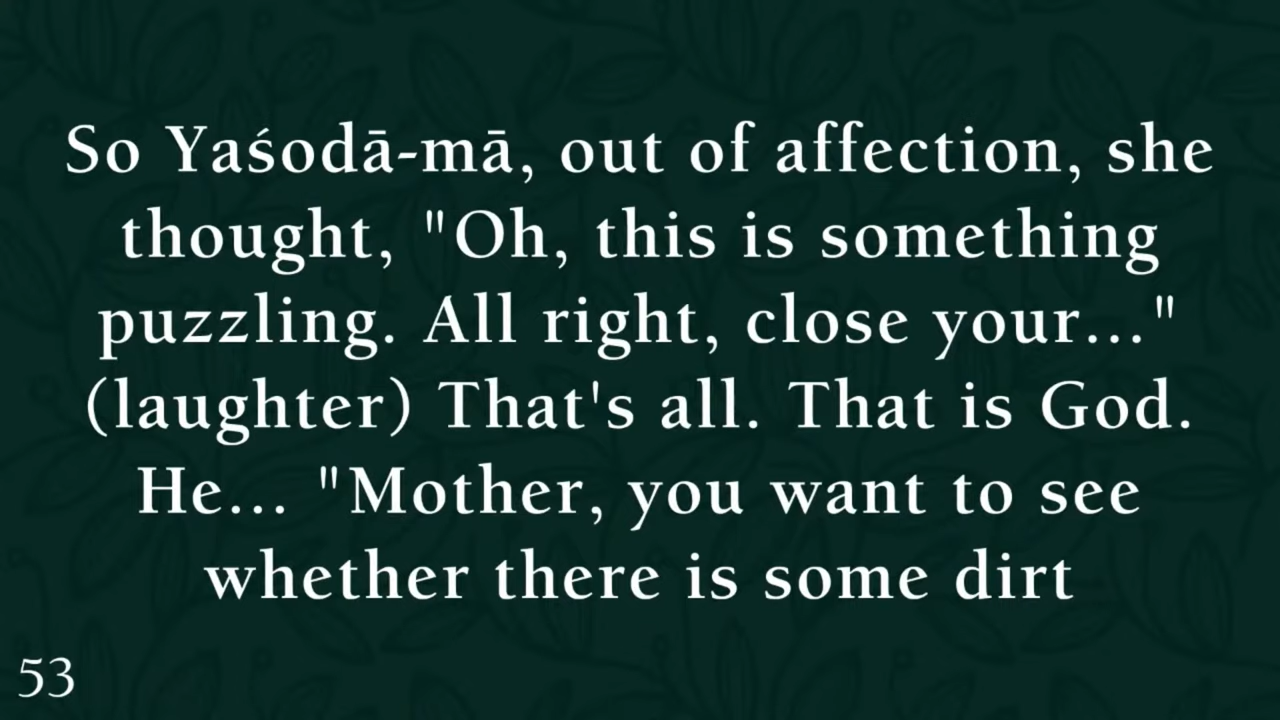 So Yaśodā-mā, out of affection, she
thought, "Oh, this is something
puzzling. All right, close your..."
(laughter) That's all. That is God.
He... "Mother, you want to see
whether there is some dirt
53